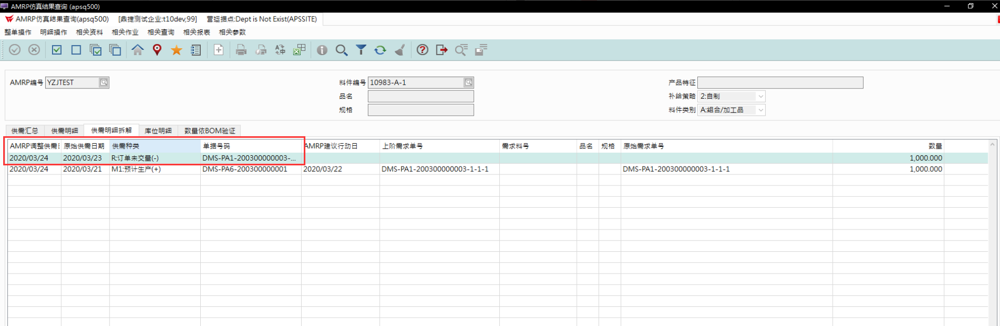 AMRP仿真结果查询 (apsq500)
AMRP仿真结果查询(apsq500) [鼎捷测试企业:t10dev,99] 营运据点:Dept is Not Exist(APSSITE)
整单操作 明细操作 相关资料 相关作业 相关查询 相关报表 相关参数
AMRP编号 YZJTEST 料件编号 10983-A-1 产品特征
品名 补给策略 2:自制
规格 料件类别 A:组合/加工品
供需汇总 供需明细 供需明细拆解 库位明细 数量依BOM验证
AMRP调整供需 原始供需日期 供需种类 单据号码 AMRP建议行动日 上阶需求单号 需求料号 品名 规格 原始需求单号 数量
2020/03/24 2020/03/23 R:订单未交量(-) DMS-PA1-200300000003-... 1,000.000
2020/03/24 2020/03/21 M1:预计生产(+) DMS-PA6-200300000001 2020/03/22 DMS-PA1-200300000003-1-1-1 DMS-PA1-200300000003-1-1-1 1,000.000